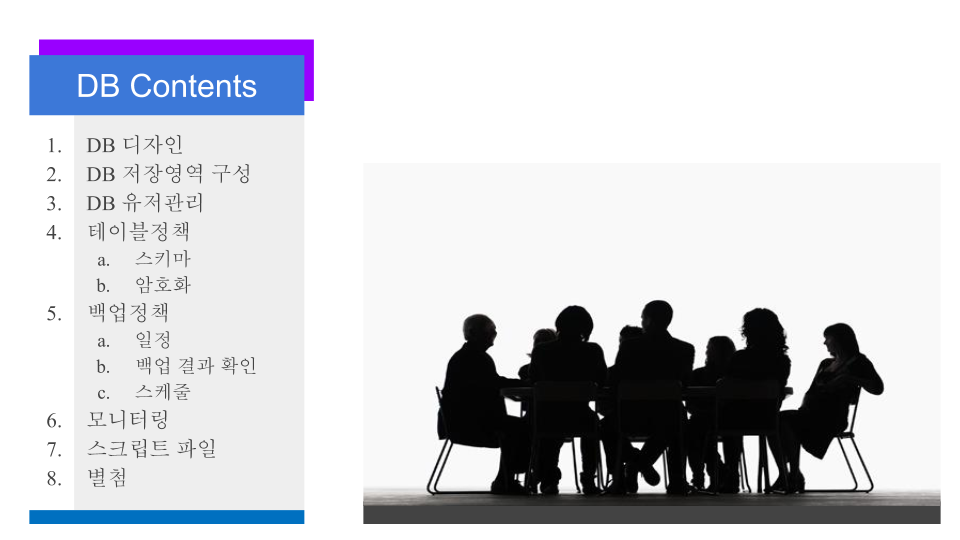 DB Contents
1. DB 디자인
2. DB 저장영역 구성
3. DB 유저관리
4. 테이블정책
a. 스키마
b. 암호화
5. 백업정책
a. 일정
b. 백업 결과 확인
c. 스케줄
6. 모니터링
7. 스크립트 파일
8. 별첨